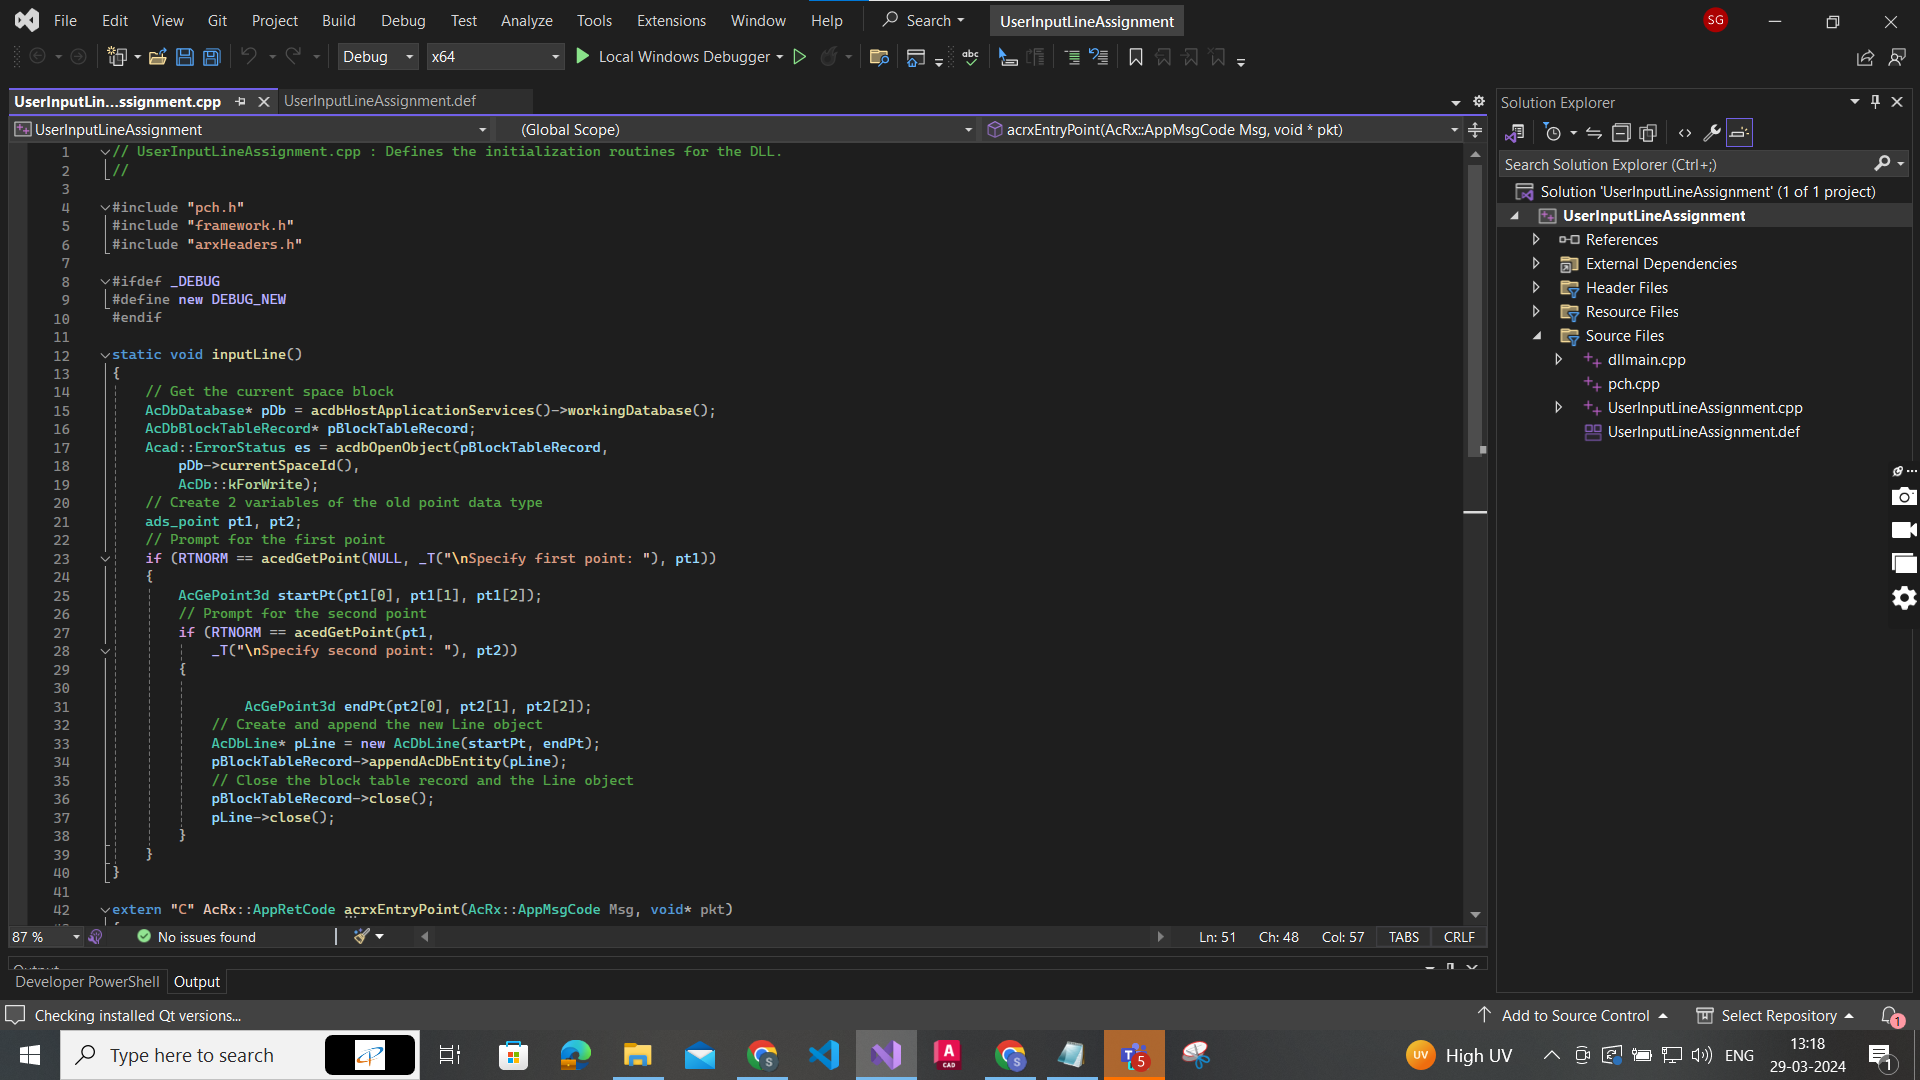 File Edit View Git Project Build Debug Test Analyze Tools Extensions Window Help Search UserInputLineAssignment SG
Debug x64 Local Windows Debugger
UserInputLin...ssignment.cpp UserInputLineAssignment.def
UserInputLineAssignment (Global Scope) acrxEntryPoint(AcRx::AppMsgCode Msg, void * pkt)
1 // UserInputLineAssignment.cpp : Defines the initialization routines for the DLL.
2 //
3
4 #include "pch.h"
5 #include "framework.h"
6 #include "arxHeaders.h"
7
8 #ifdef _DEBUG
9 #define new DEBUG_NEW
10 #endif
11
12 static void inputLine()
13 {
14 // Get the current space block
15 AcDbDatabase* pDb = acdbHostApplicationServices()->workingDatabase();
16 AcDbBlockTableRecord* pBlockTableRecord;
17 Acad::ErrorStatus es = acdbOpenObject(pBlockTableRecord,
18 pDb->currentSpaceId(),
19 AcDb::kForWrite);
20 // Create 2 variables of the old point data type
21 ads_point pt1, pt2;
22 // Prompt for the first point
23 if (RTNORM == acedGetPoint(NULL, _T("\nSpecify first point: "), pt1))
24 {
25 AcGePoint3d startPt(pt1[0], pt1[1], pt1[2]);
26 // Prompt for the second point
27 if (RTNORM == acedGetPoint(pt1,
28 _T("\nSpecify second point: "), pt2))
29 {
30
31 AcGePoint3d endPt(pt2[0], pt2[1], pt2[2]);
32 // Create and append the new Line object
33 AcDbLine* pLine = new AcDbLine(startPt, endPt);
34 pBlockTableRecord->appendAcDbEntity(pLine);
35 // Close the block table record and the Line object
36 pBlockTableRecord->close();
37 pLine->close();
38 }
39 }
40 }
41
42 extern "C" AcRx::AppRetCode acrxEntryPoint(AcRx::AppMsgCode Msg, void* pkt)
87 % No issues found Ln: 51 Ch: 48 Col: 57 TABS CRLF
Developer PowerShell Output
Checking installed Qt versions... Add to Source Control Select Repository 1
Solution Explorer
Search Solution Explorer (Ctrl+;)
Solution 'UserInputLineAssignment' (1 of 1 project)
UserInputLineAssignment
References
External Dependencies
Header Files
Resource Files
Source Files
dllmain.cpp
pch.cpp
UserInputLineAssignment.cpp
UserInputLineAssignment.def
Type here to search
A CAD
5
UV High UV ENG
13:18
29-03-2024
1